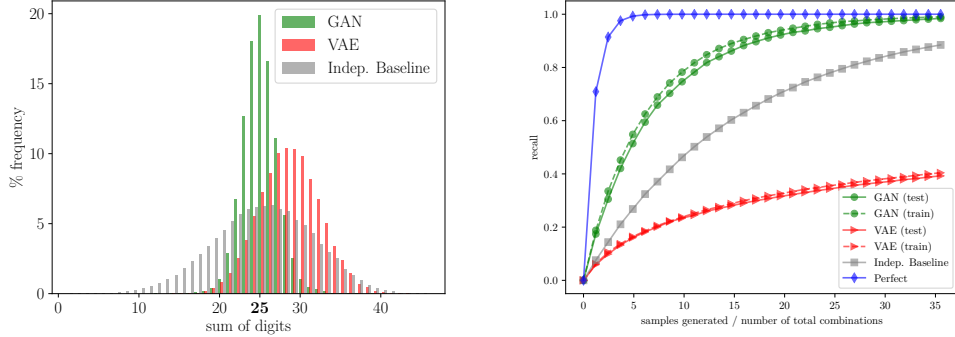 GAN
VAE
Indep. Baseline
% frequency
20
15
10
5
0
0
10
20
25
30
40
sum of digits
recall
1.0
0.8
0.6
0.4
0.2
0.0
GAN (test)
GAN (train)
VAE (test)
VAE (train)
Indep. Baseline
Perfect
0
5
10
15
20
25
30
35
samples generated / number of total combinations